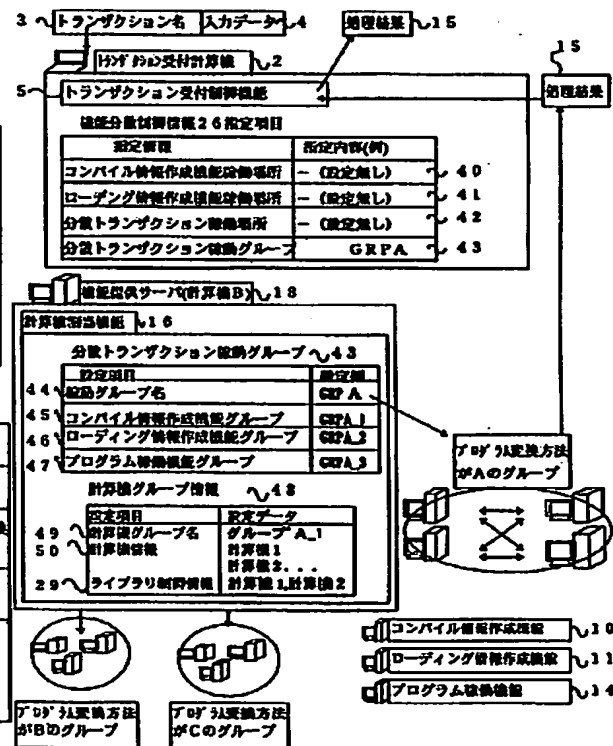 3 トランザクション名 入力データ 4 処理結果 15
トランザクション受付計算機 2
15
5 トランザクション受付制御機能 処理結果
機能分散制御情報26指定項目
設定情報 指定内容(例)
コンパイル情報作成機能稼働場所 - (設定無し) 40
ローディング情報作成機能稼働場所 - (設定無し) 41
分散トランザクション稼働場所 - (設定無し) 42
分散トランザクション稼働グループ GRPA 43
機能提供サーバ(計算機B) 18
計算機割当機能 16
分散トランザクション稼働グループ 43
設定項目 設定例
44 稼働グループ名 GRP A
45 コンパイル情報作成機能グループ GRPA_1
46 ローディング情報作成機能グループ GRPA_2
47 プログラム稼働機能グループ GRPA_3
プログラム変換方法
がAのグループ
計算機グループ情報 48
設定項目 設定データ
49 計算機グループ名 グループA_1
50 計算機情報 計算機1
計算機2...
29 ライブラリ制御情報 計算機1,計算機2
コンパイル情報作成機能 10
ローディング情報作成機能 11
プログラム稼働機能 14
プログラム変換方法
がBのグループ
プログラム変換方法
がCのグループ